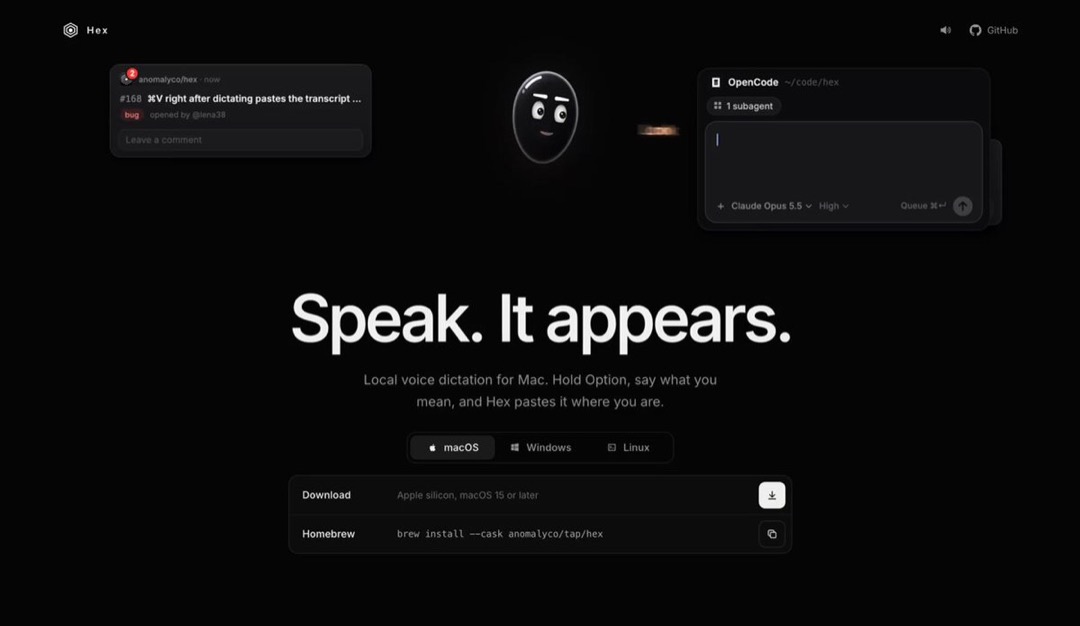 Hex
GitHub
2
anomalyco/hex · now
#168 ⌘V right after dictating pastes the transcript ...
bug opened by @lena38
Leave a comment
OpenCode ~/code/hex
1 subagent
+ Claude Opus 5.5 High Queue ⌘↵
Speak. It appears.
Local voice dictation for Mac. Hold Option, say what you
mean, and Hex pastes it where you are.
macOS Windows Linux
Download Apple silicon, macOS 15 or later
Homebrew brew install --cask anomalyco/tap/hex